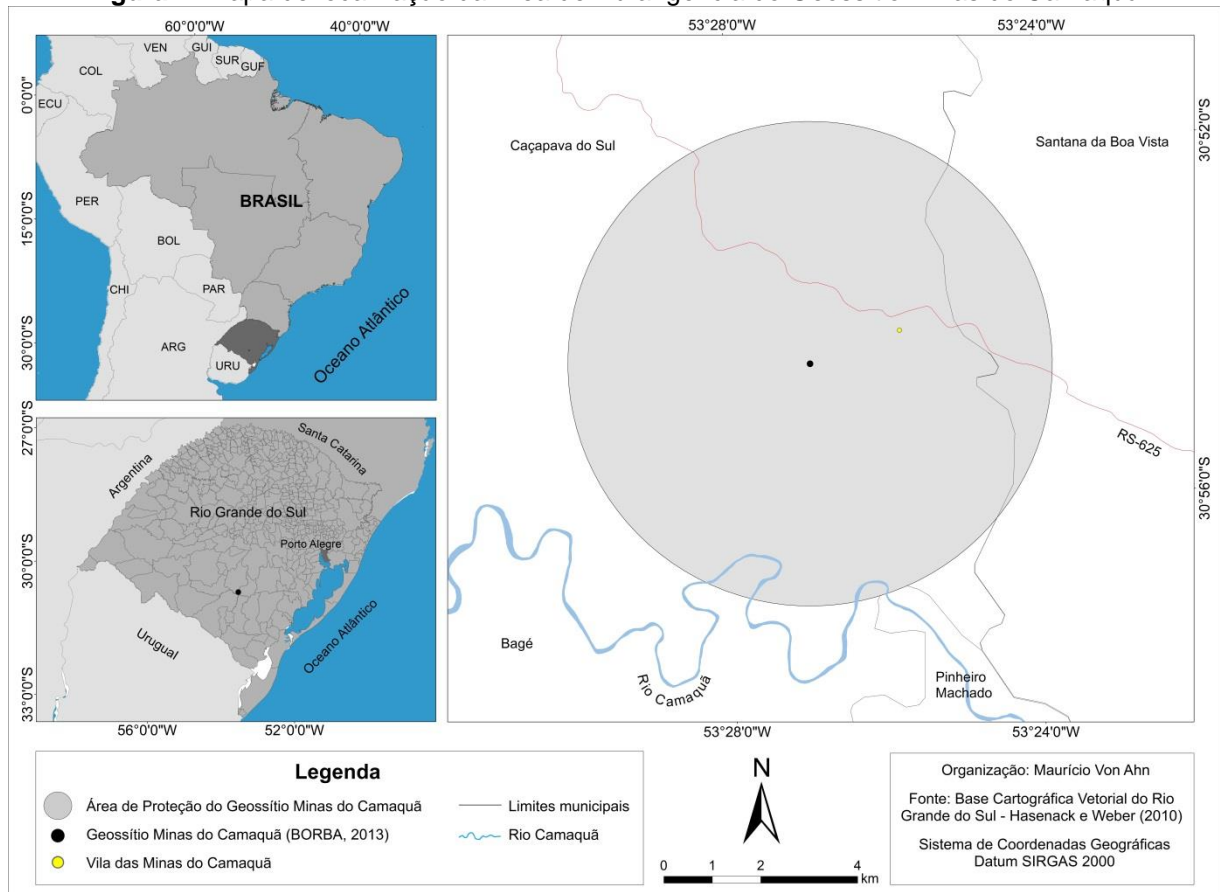 60°0'0"W
40°0'0"W
53°28'0"W
53°24'0"W
VEN
GUI
SUR
GUF
COL
ECU
0°0'0"
PER
BRASIL
15°0'0"S
BOL
CHI
PAR
ARG
URU
30°0'0"S
Oceano Atlântico
Caçapava do Sul
Santana da Boa Vista
30°52'0"S
RS-625
30°56'0"S
Bagé
Rio Camaquã
Pinheiro
Machado
53°28'0"W
53°24'0"W
27°0'0"S
Argentina
Santa Catarina
Rio Grande do Sul
Porto Alegre
30°0'0"S
Urugual
Oceano Atlântico
33°0'0"S
56°0'0"W
52°0'0"W
Legenda
Área de Proteção do Geossítio Minas do Camaquã
Geossítio Minas do Camaquã (BORBA, 2013)
Vila das Minas do Camaquã
Limites municipais
Rio Camaquã
N
0 1 2 4
km
Organização: Maurício Von Ahn
Fonte: Base Cartográfica Vetorial do Rio
Grande do Sul - Hasenack e Weber (2010)
Sistema de Coordenadas Geográficas
Datum SIRGAS 2000